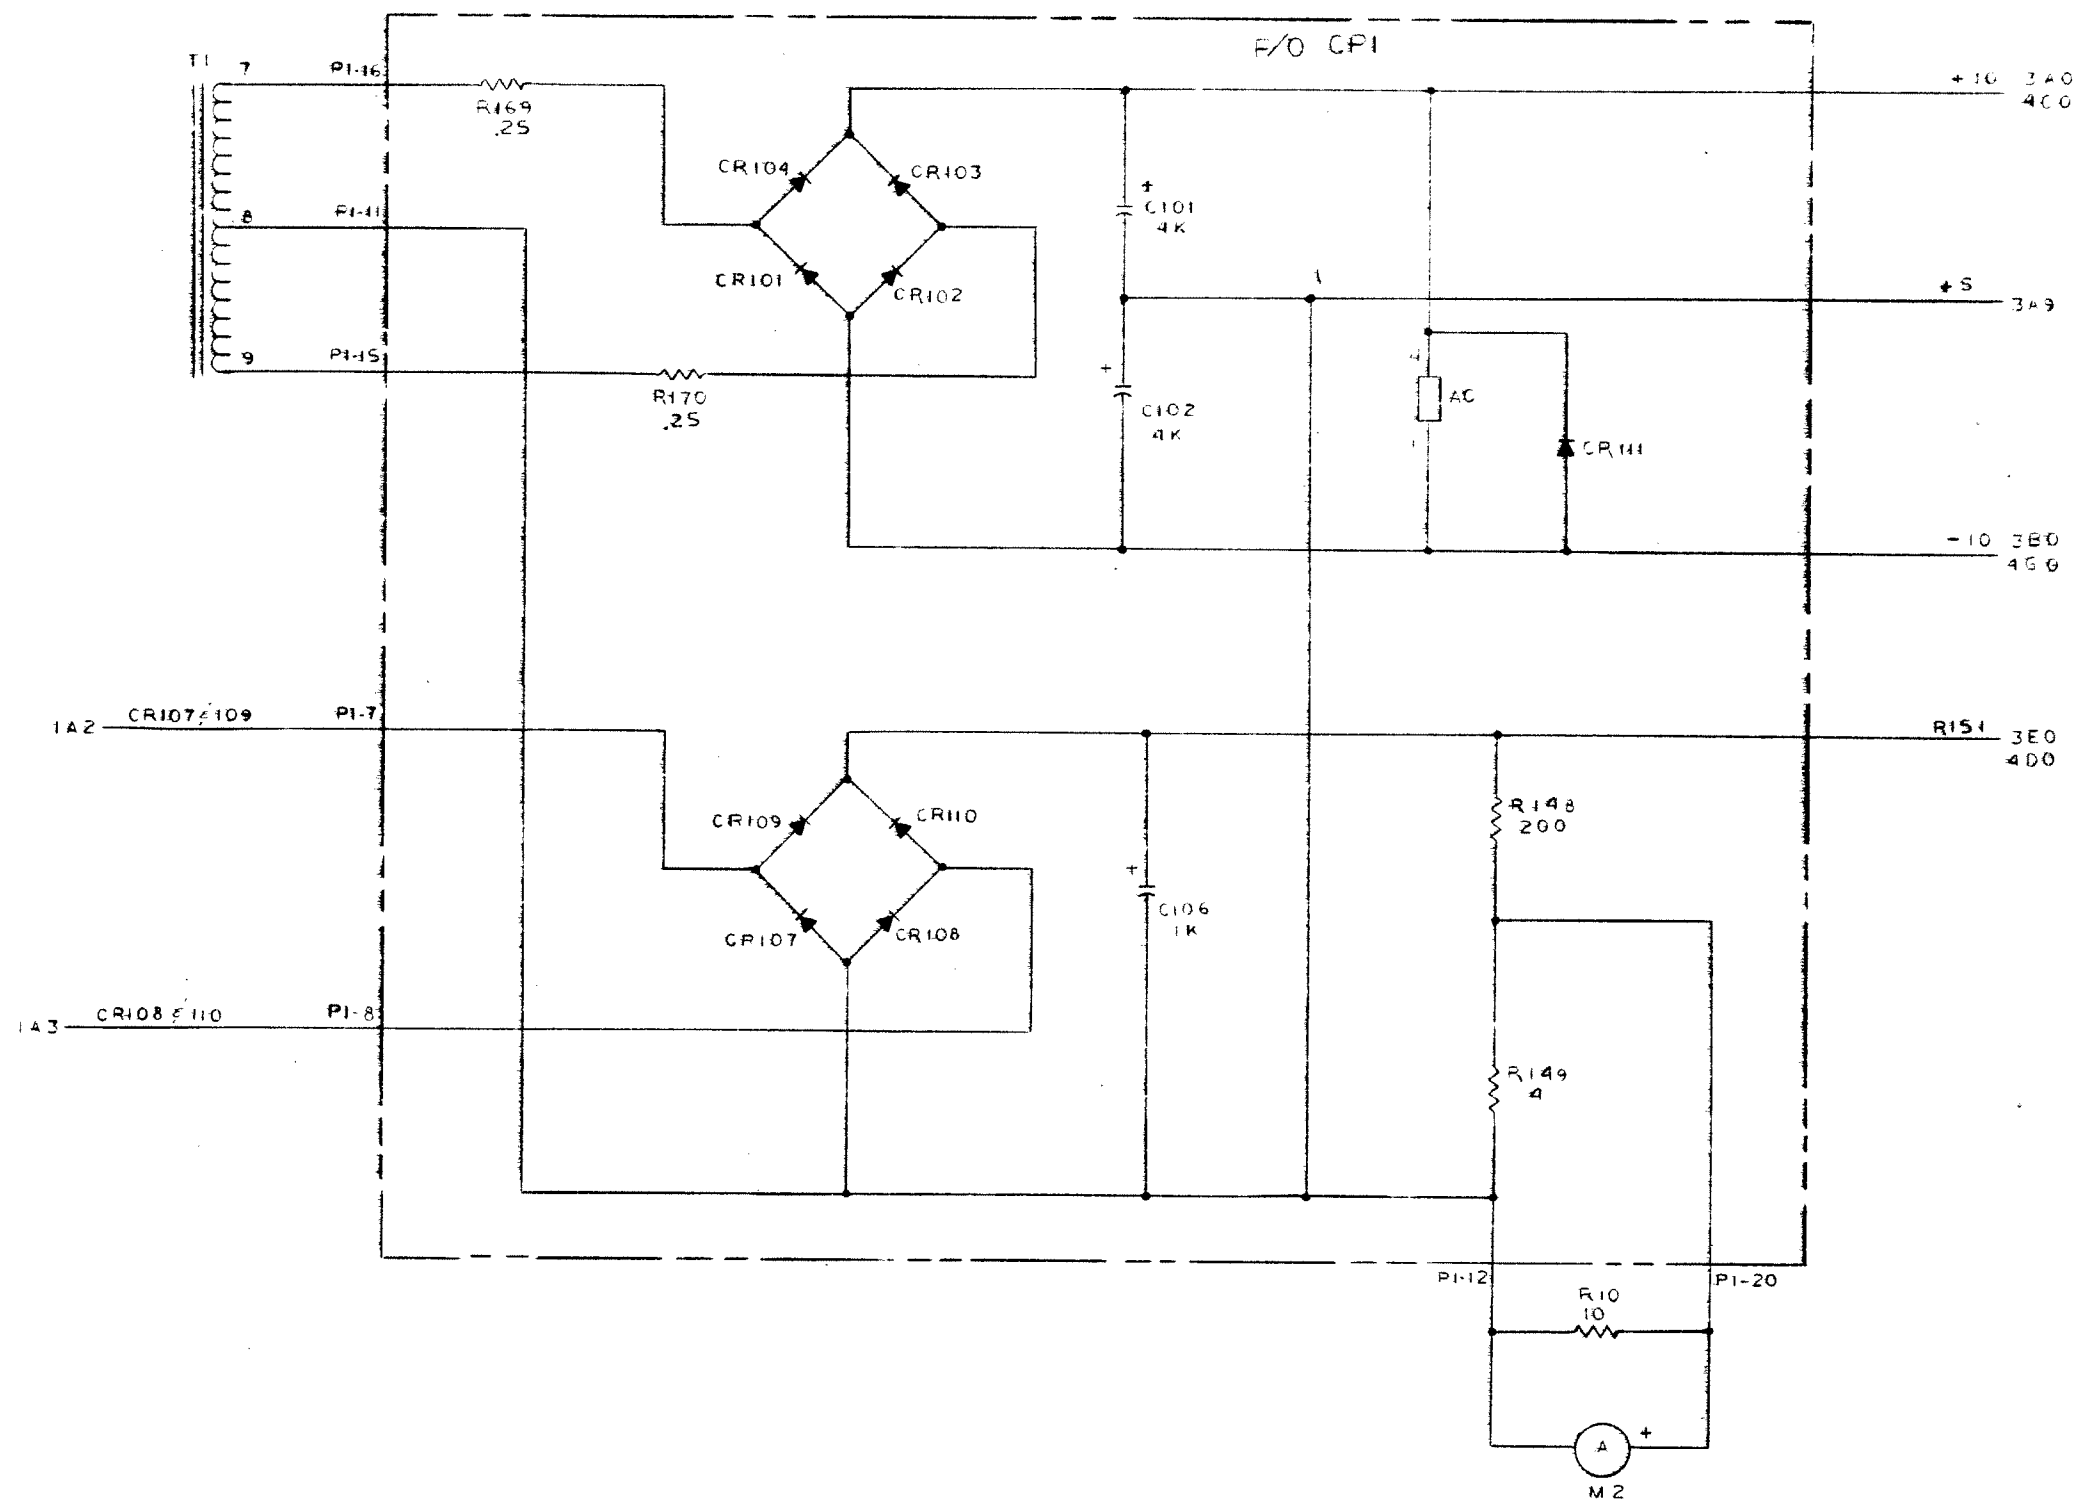 P/O CP1
T1
7
P1-16
R169
.25
+10 3A0
4C0
CR104
CR103
+
C101
4K
8
P1-11
CR101
CR102
1
+S
3A9
9
P1-15
R170
.25
+
C102
4K
AC
CR111
-10 3B0
4G0
1A2
CR107 & 109
P1-7
R151
3E0
4D0
CR109
CR110
R148
200
+
C106
1K
CR107
CR108
1A3
CR108 & 110
P1-8
R149
4
P1-12
P1-20
R10
10
A
+
M2